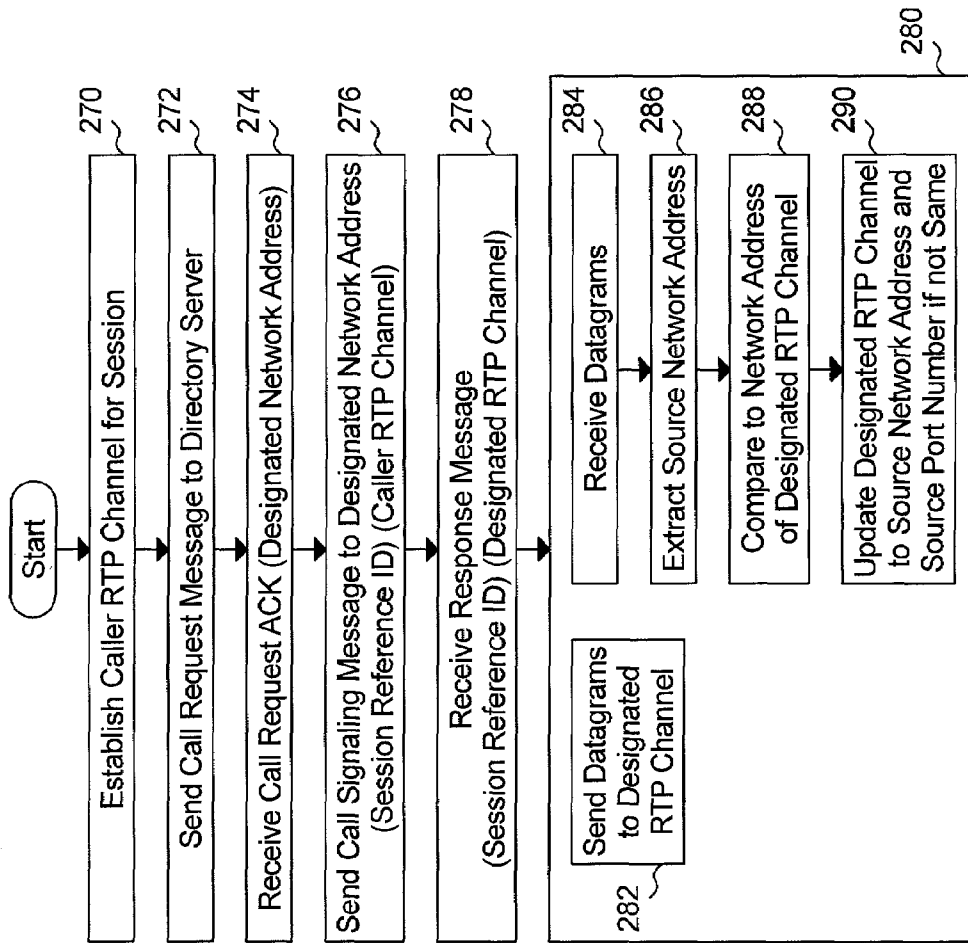 Start
Establish Caller RTP Channel for Session
270
Send Call Request Message to Directory Server
272
Receive Call Request ACK (Designated Network Address)
274
Send Call Signaling Message to Designated Network Address
(Session Reference ID) (Caller RTP Channel)
276
Receive Response Message
(Session Reference ID) (Designated RTP Channel)
278
280
Send Datagrams
to Designated
RTP Channel
282
Receive Datagrams
284
Extract Source Network Address
286
Compare to Network Address
of Designated RTP Channel
288
Update Designated RTP Channel
to Source Network Address and
Source Port Number if not Same
290